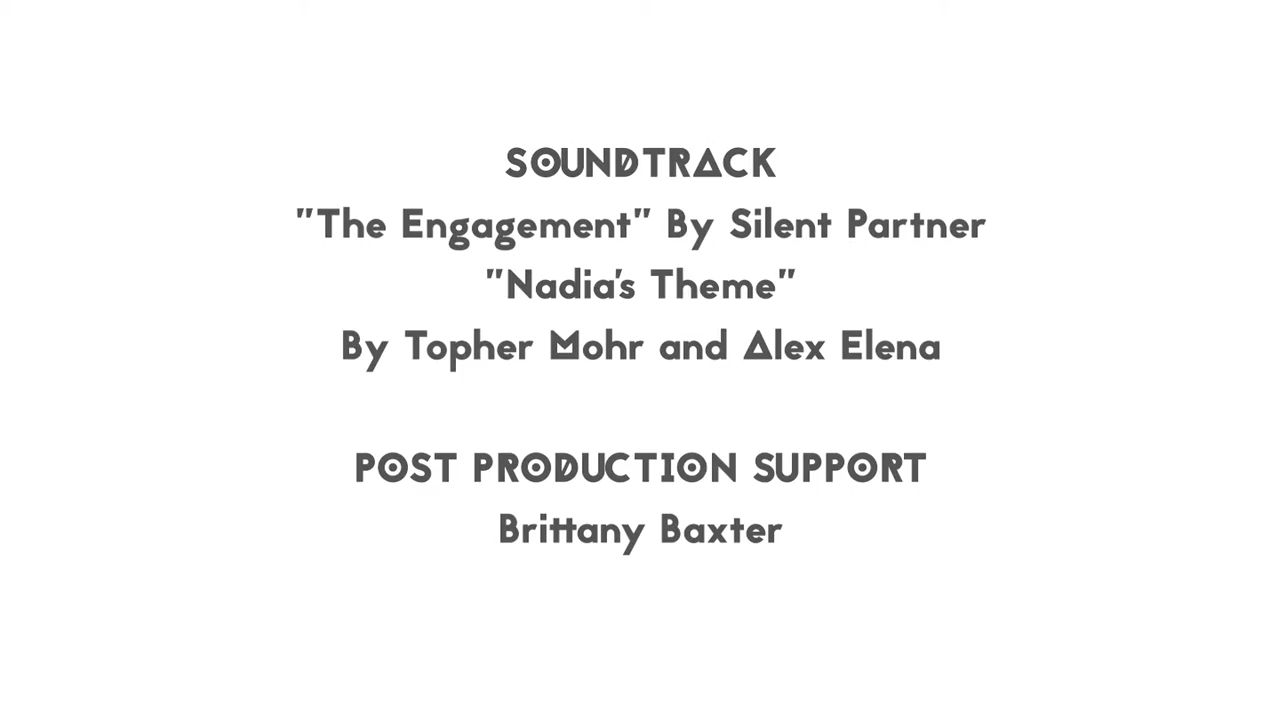 SOUNDTRACK
"The Engagement" By Silent Partner
"Nadia's Theme"
By Topher Mohr and Alex Elena
POST PRODUCTION SUPPORT
Brittany Baxter